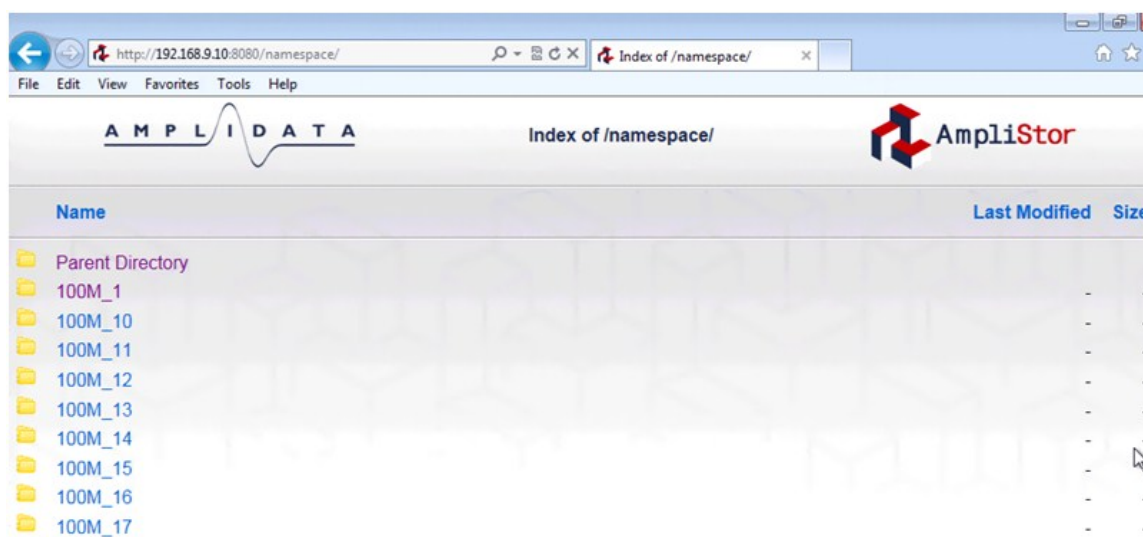 http://192.168.9.10:8080/namespace/
Index of /namespace/
File Edit View Favorites Tools Help
AMPLIDATA
Index of /namespace/
AmpliStor
Name Last Modified Size
Parent Directory
100M_1 -
100M_10 -
100M_11 -
100M_12 -
100M_13 -
100M_14 -
100M_15 -
100M_16 -
100M_17 -